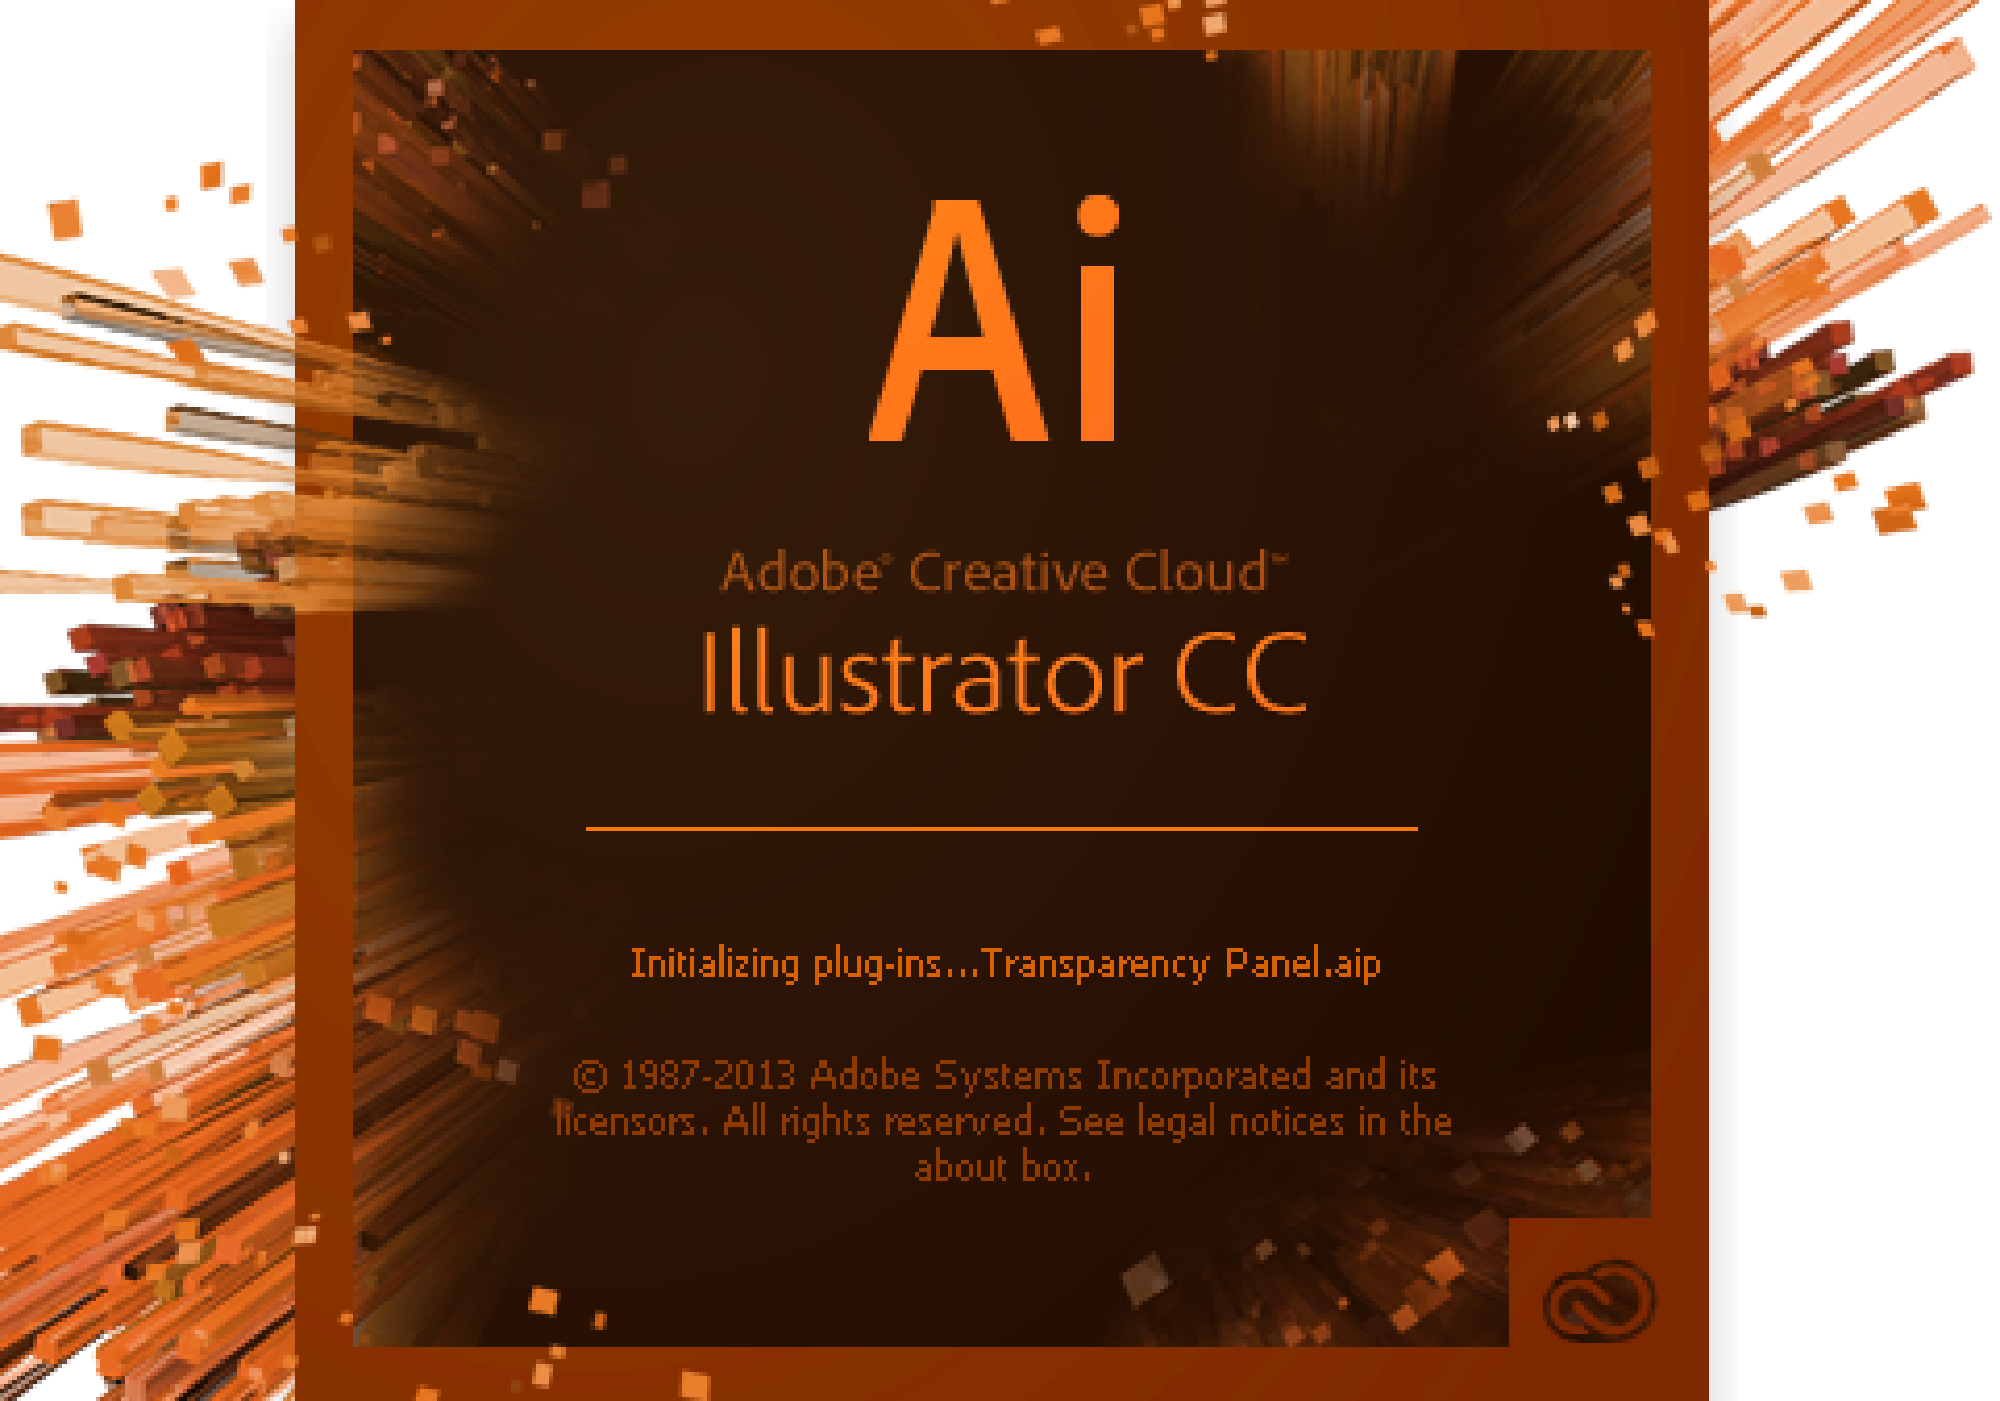 Ai
Adobe® Creative Cloud™
Illustrator CC
Initializing plug-ins...Transparency Panel.aip
© 1987-2013 Adobe Systems Incorporated and its
licensors. All rights reserved. See legal notices in the
about box.